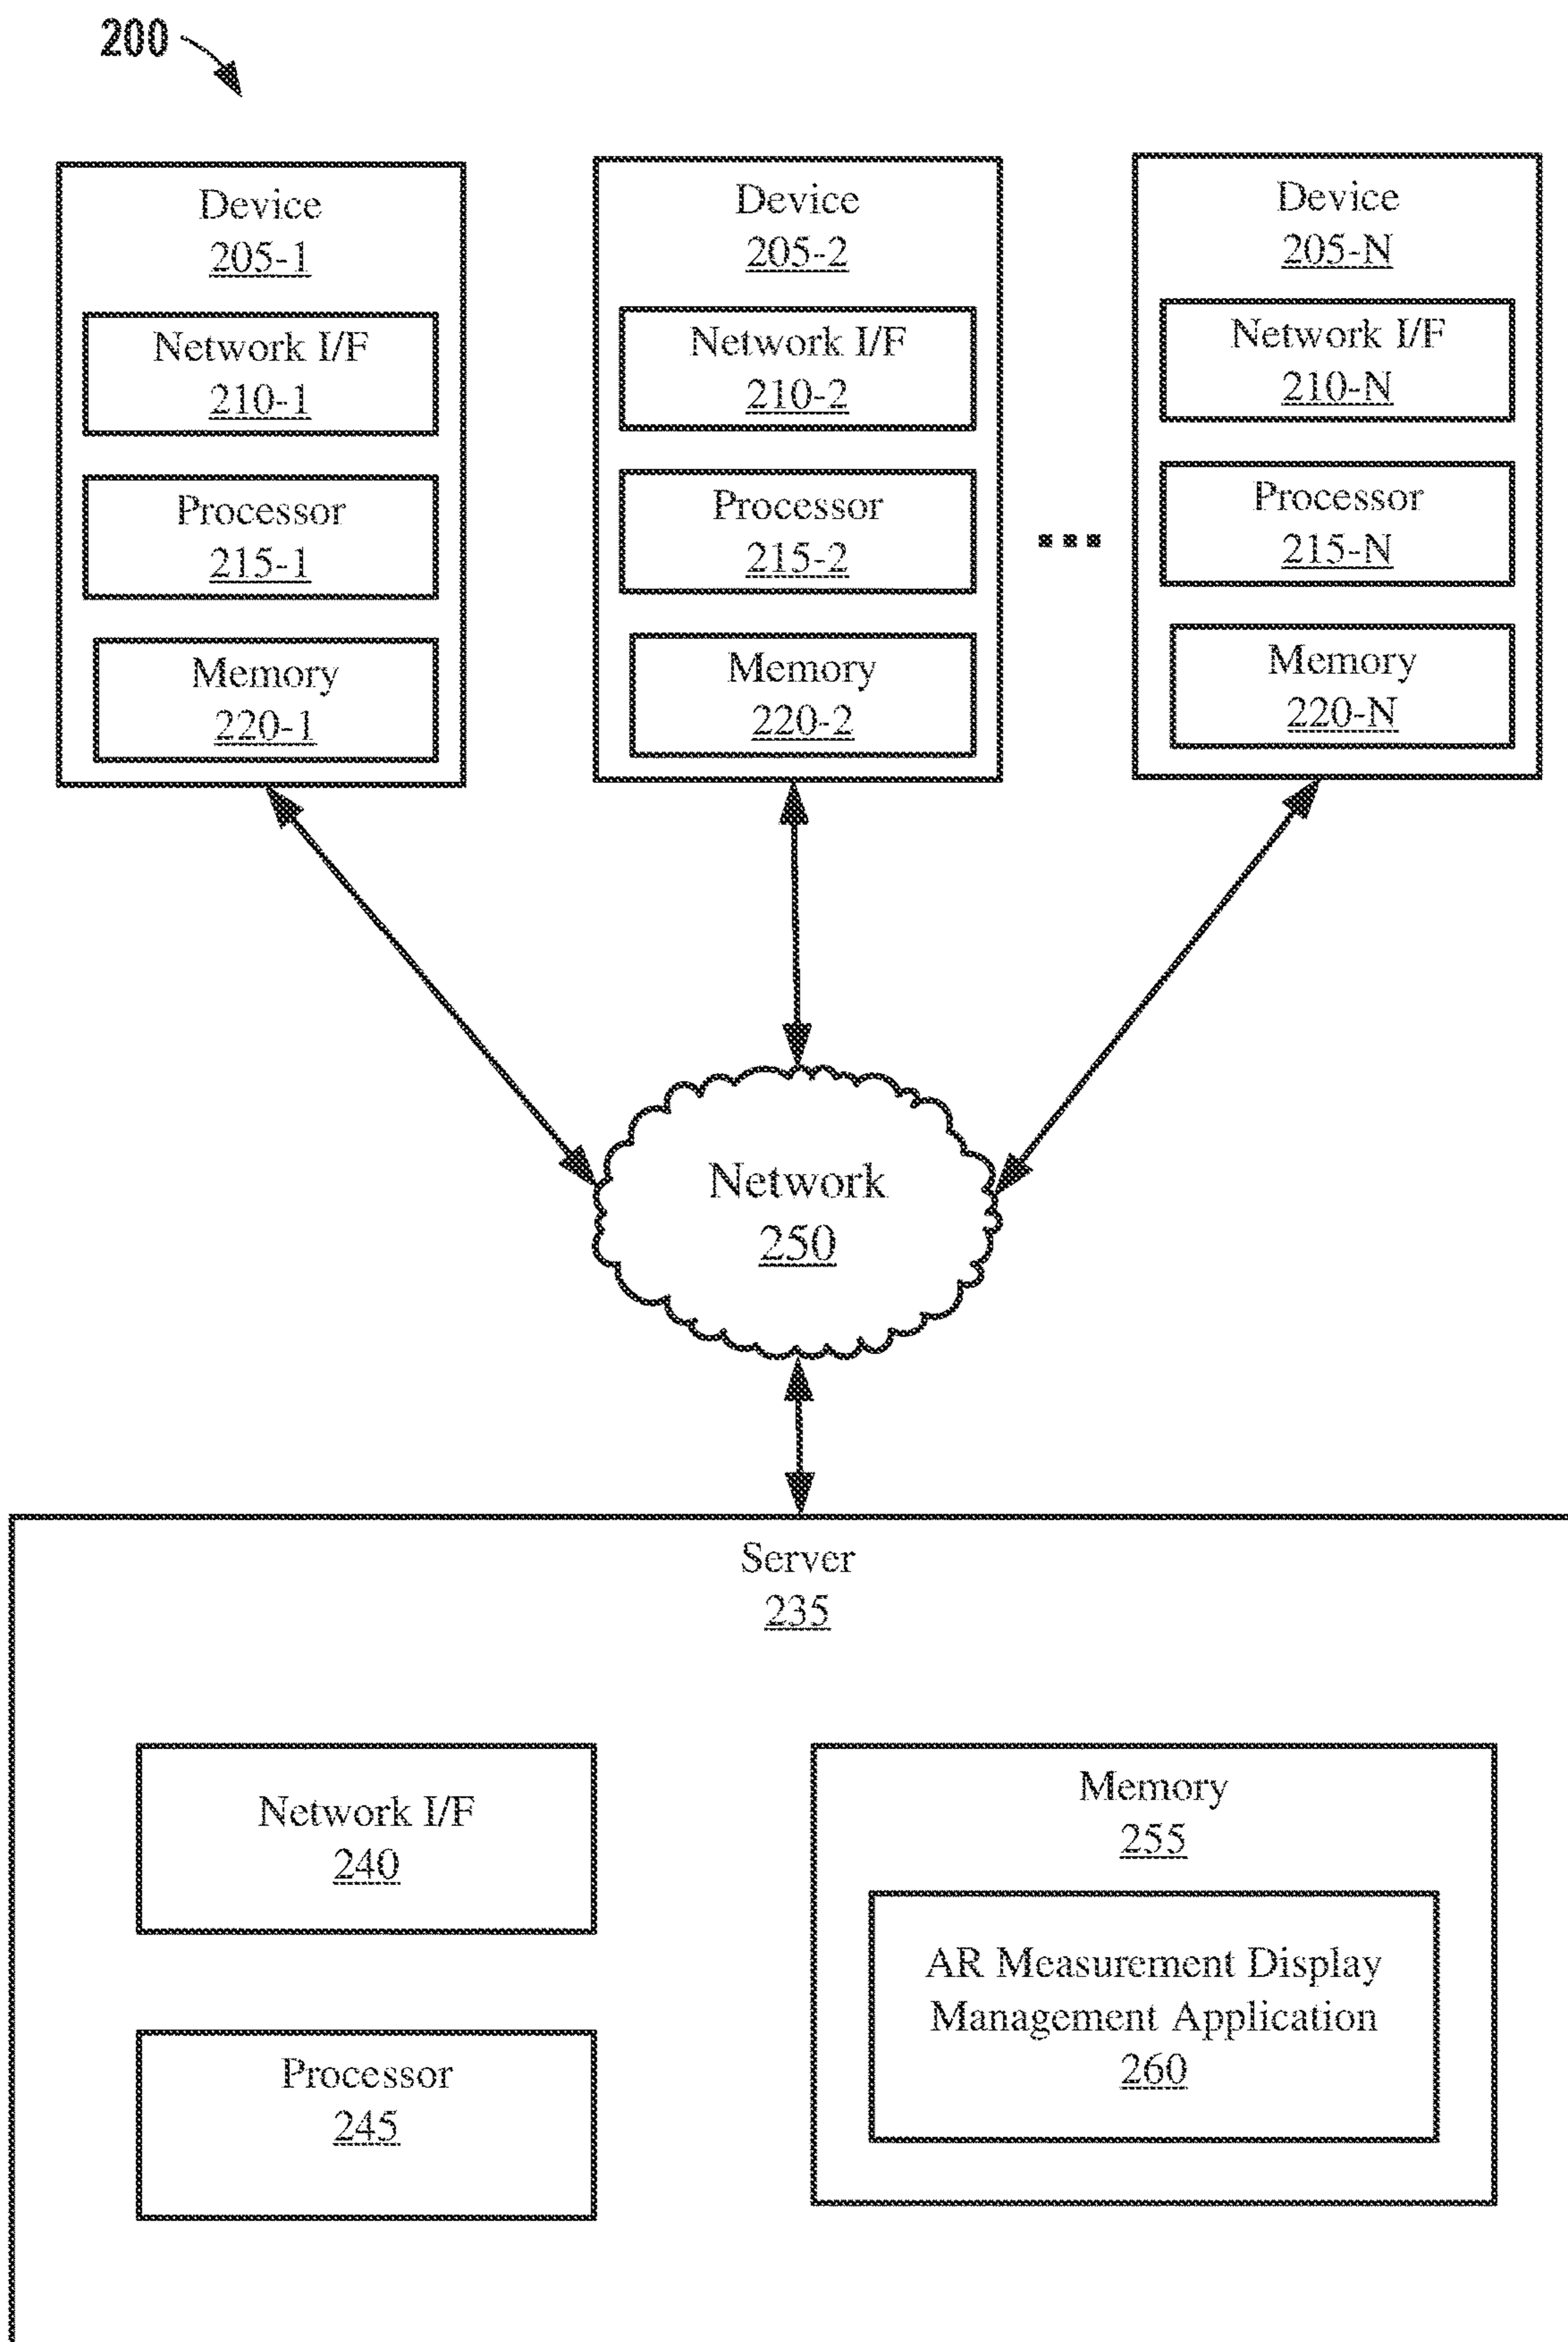 200
Device
205-1
Network I/F
210-1
Processor
215-1
Memory
220-1
Device
205-2
Network I/F
210-2
Processor
215-2
Memory
220-2
...
Device
205-N
Network I/F
210-N
Processor
215-N
Memory
220-N
Network
250
Server
235
Network I/F
240
Processor
245
Memory
255
AR Measurement Display
Management Application
260